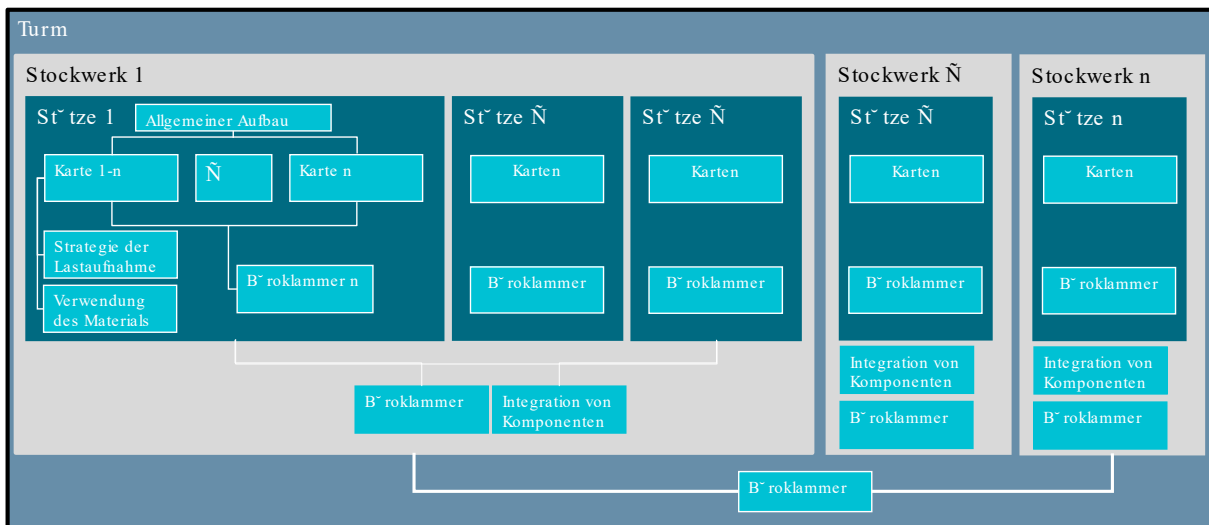 Turm
Stockwerk 1
Stockwerk Ñ
Stockwerk n
St˘ tze 1
Allgemeiner Aufbau
St˘ tze Ñ
St˘ tze Ñ
St˘ tze Ñ
St˘ tze n
Karte 1-n
Ñ
Karte n
Karten
Karten
Karten
Karten
Strategie der
Lastaufnahme
B˘ roklammer n
B˘ roklammer
B˘ roklammer
B˘ roklammer
B˘ roklammer
Verwendung
des Materials
Integration von
Komponenten
Integration von
Komponenten
B˘ roklammer
Integration von
Komponenten
B˘ roklammer
B˘ roklammer
B˘ roklammer